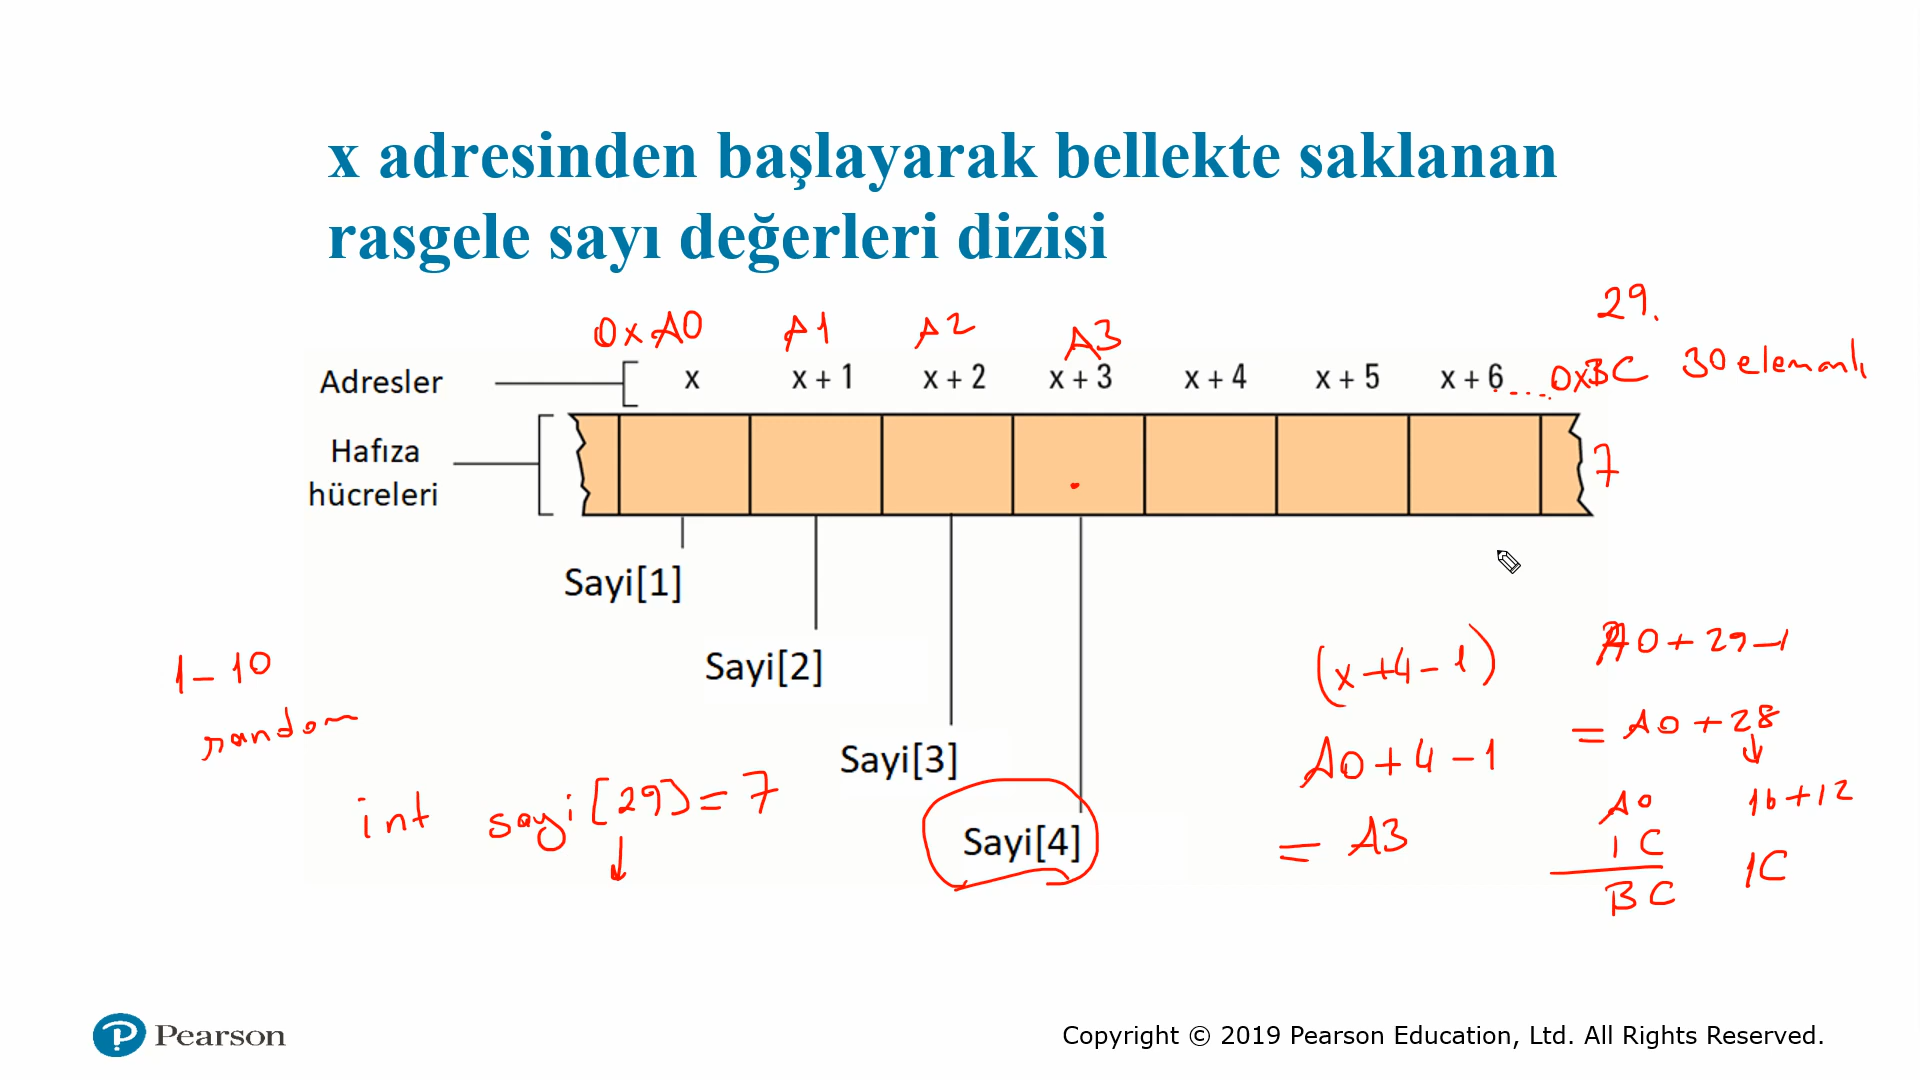 x adresinden başlayarak bellekte saklanan
rasgele sayı değerleri dizisi
29.
0xA0 A1 A2 A3
0xBC 30 elemanlı
Adresler x x + 1 x + 2 x + 3 x + 4 x + 5 x + 6 .....
Hafıza
hücreleri
7
Sayi[1]
Sayi[2]
Sayi[3]
Sayi[4]
1 - 10
random
int sayi[29] = 7
(x+4-1)
A0+4-1
= A3
A0+29-1
= A0+28
16+12
1C
A0
1C
BC
Pearson
Copyright © 2019 Pearson Education, Ltd. All Rights Reserved.